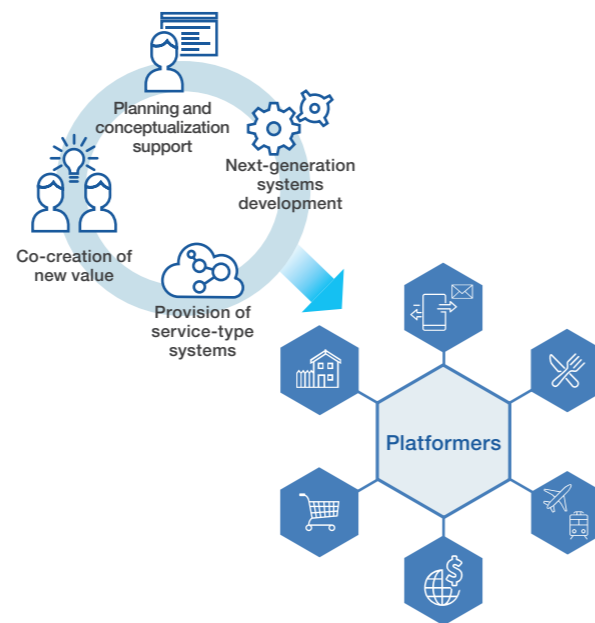 Planning and
conceptualization
support
Next-generation
systems
development
Co-creation of
new value
Provision of
service-type
systems
Platformers
$